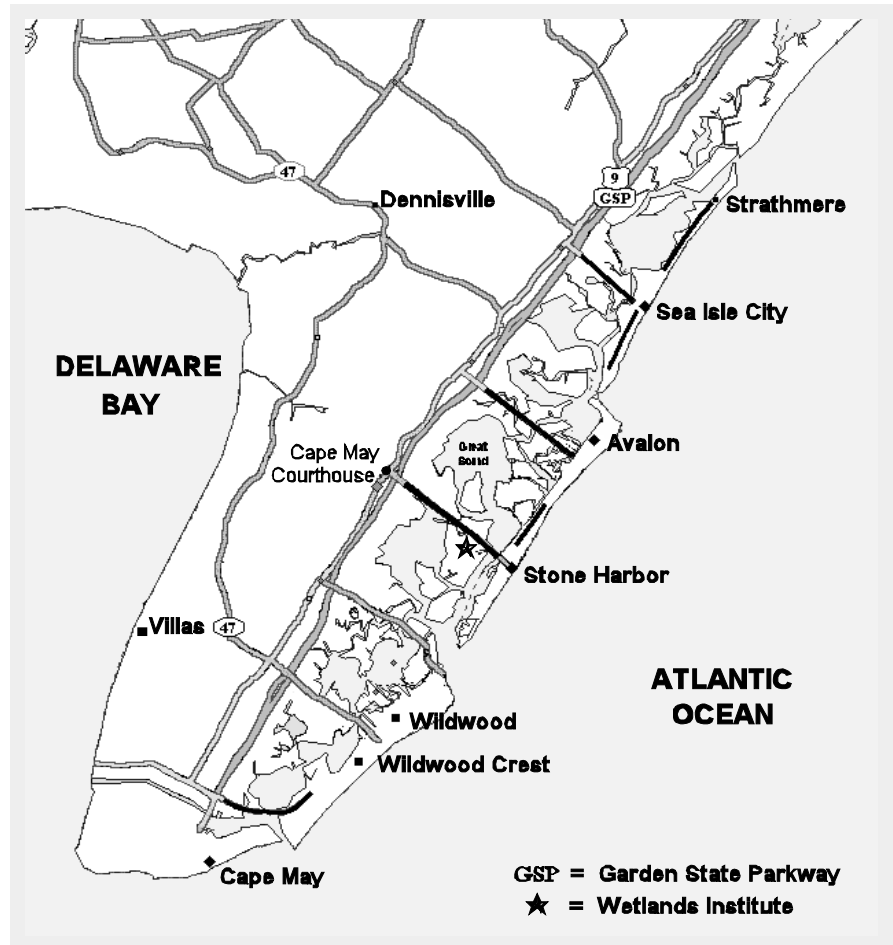 47
Dennisville
9
GSP
Strathmere
Sea Isle City
DELAWARE
BAY
Avalon
Great
Sound
Cape May
Courthouse
Stone Harbor
Villas
47
ATLANTIC
OCEAN
Wildwood
Wildwood Crest
Cape May
GSP = Garden State Parkway
= Wetlands Institute